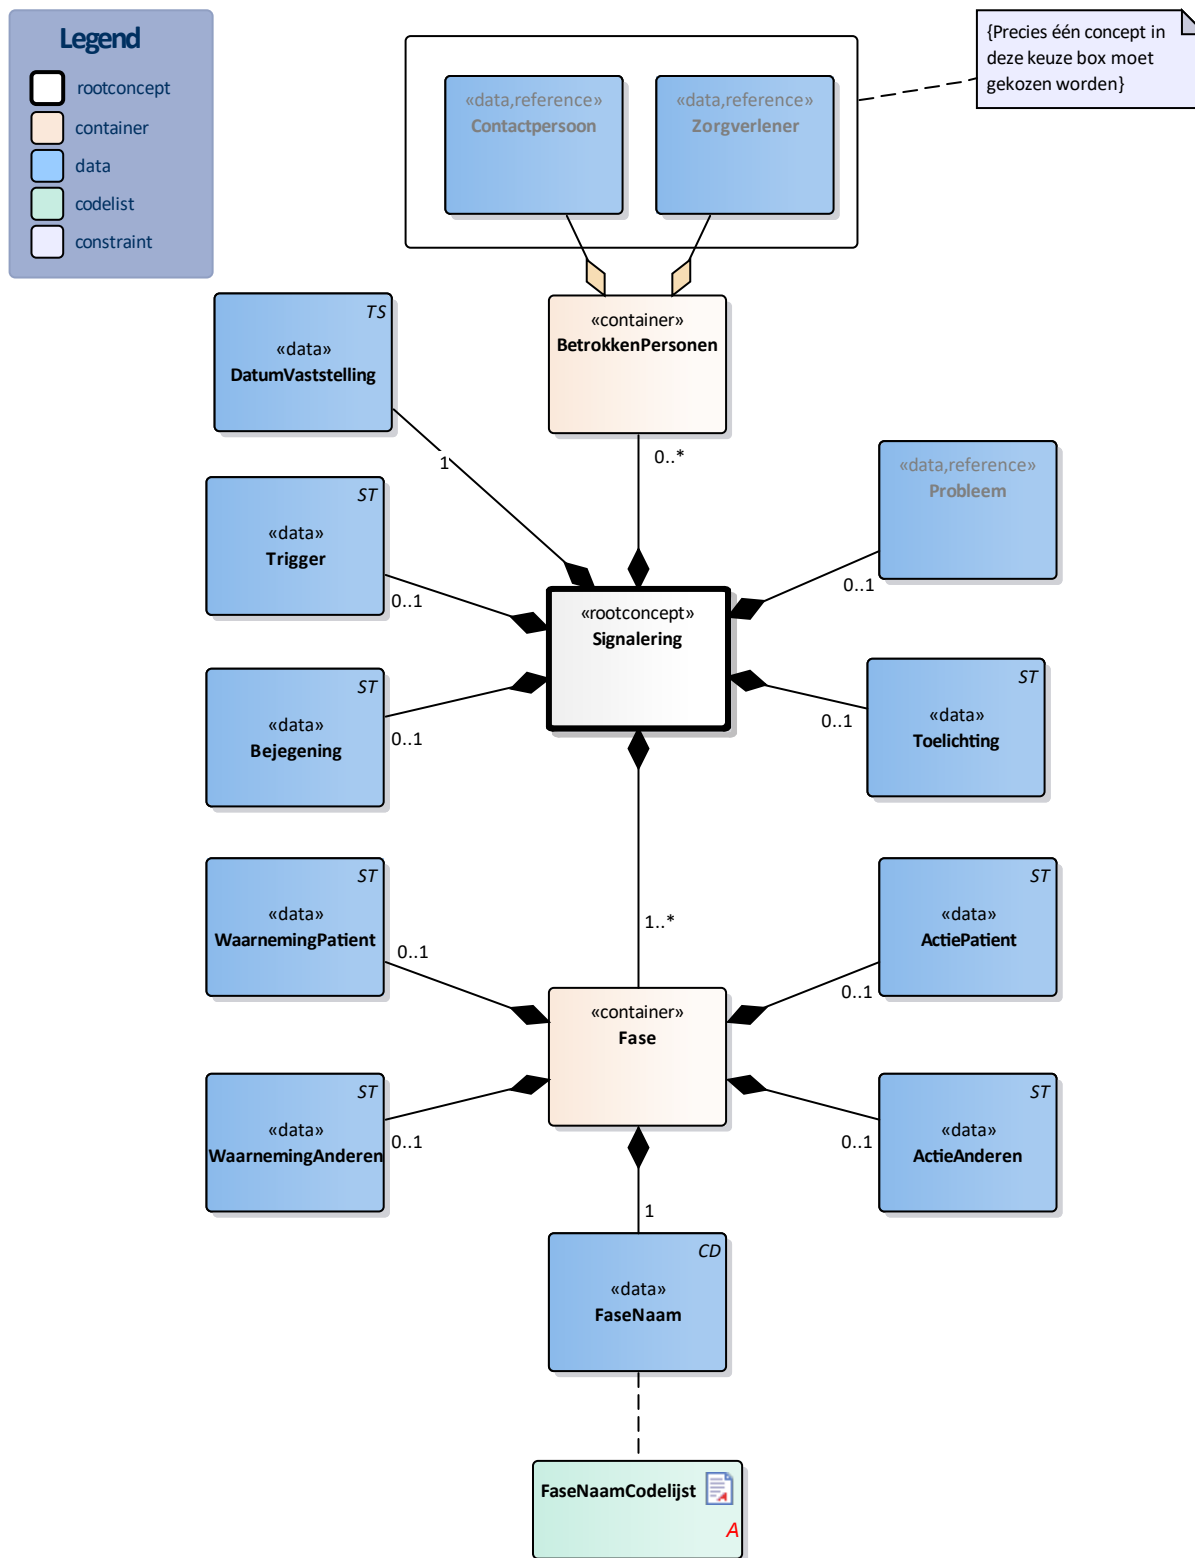 Legend
rootconcept
container
data
codelist
constraint
{Precies één concept in
deze keuze box moet
gekozen worden}
«data,reference»
Contactpersoon
«data,reference»
Zorgverlener
TS
«data»
DatumVaststelling
«container»
BetrokkenPersonen
1
0..*
«data,reference»
Probleem
ST
«data»
Trigger
0..1
0..1
«rootconcept»
Signalering
ST
«data»
Bejegening
0..1
ST
«data»
Toelichting
0..1
ST
«data»
WaarnemingPatient
0..1
1..*
ST
«data»
ActiePatient
0..1
«container»
Fase
ST
«data»
WaarnemingAnderen
0..1
ST
«data»
ActieAnderen
0..1
1
CD
«data»
FaseNaam
FaseNaamCodelijst
A